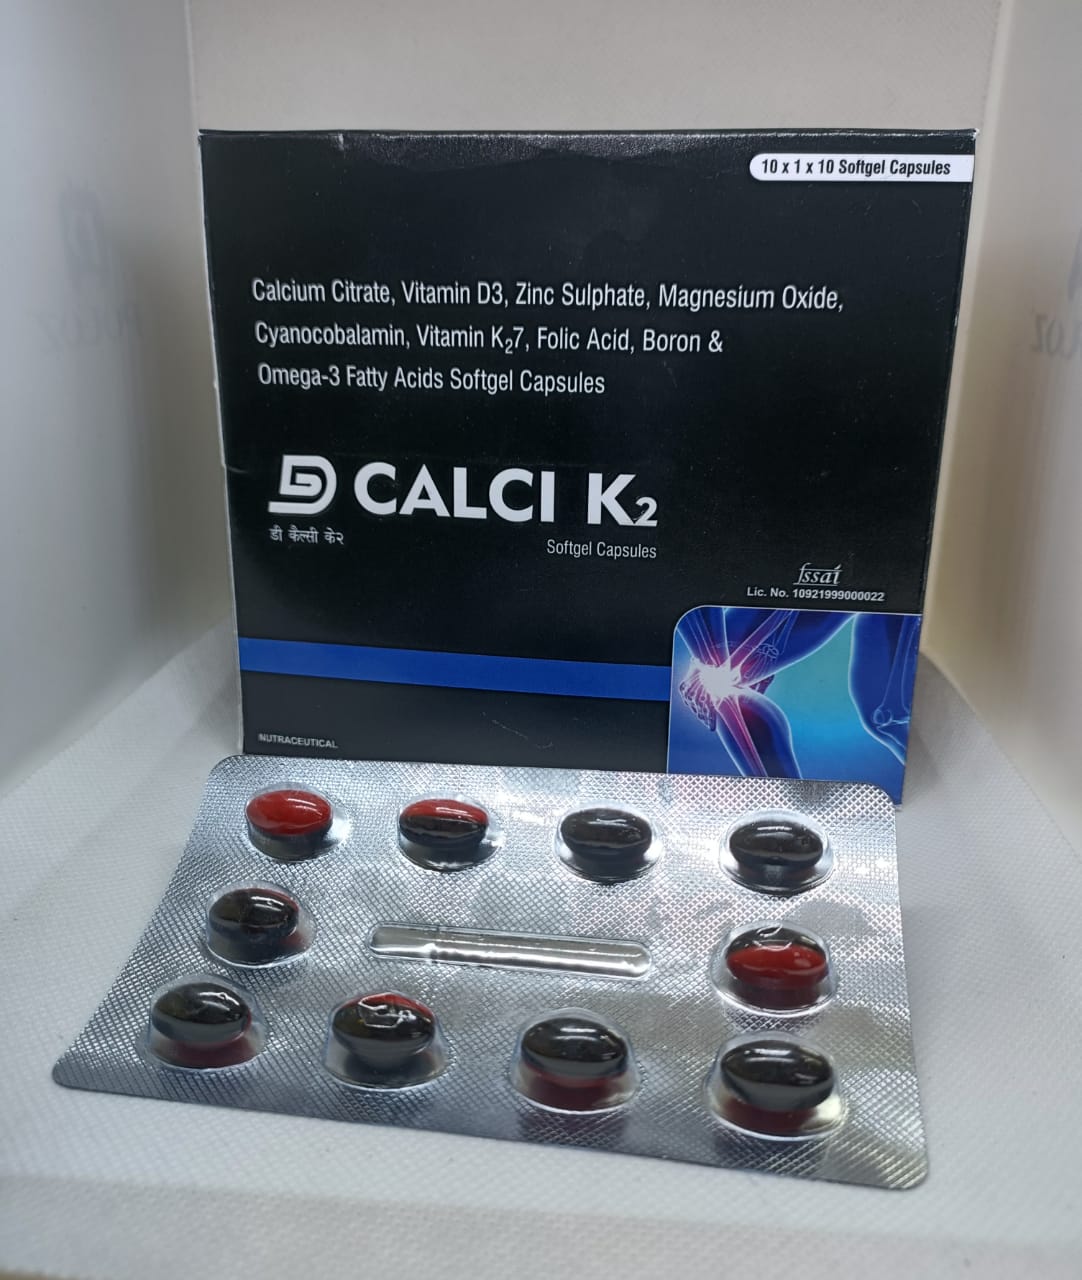 10 x 1 x 10 Softgel Capsules
Calcium Citrate, Vitamin D3, Zinc Sulphate, Magnesium Oxide,
Cyanocobalamin, Vitamin K₂7, Folic Acid, Boron &
Omega-3 Fatty Acids Softgel Capsules
D CALCI K₂
डी कैल्सी के२
Softgel Capsules
fssai
Lic. No. 10921999000022
NUTRACEUTICAL